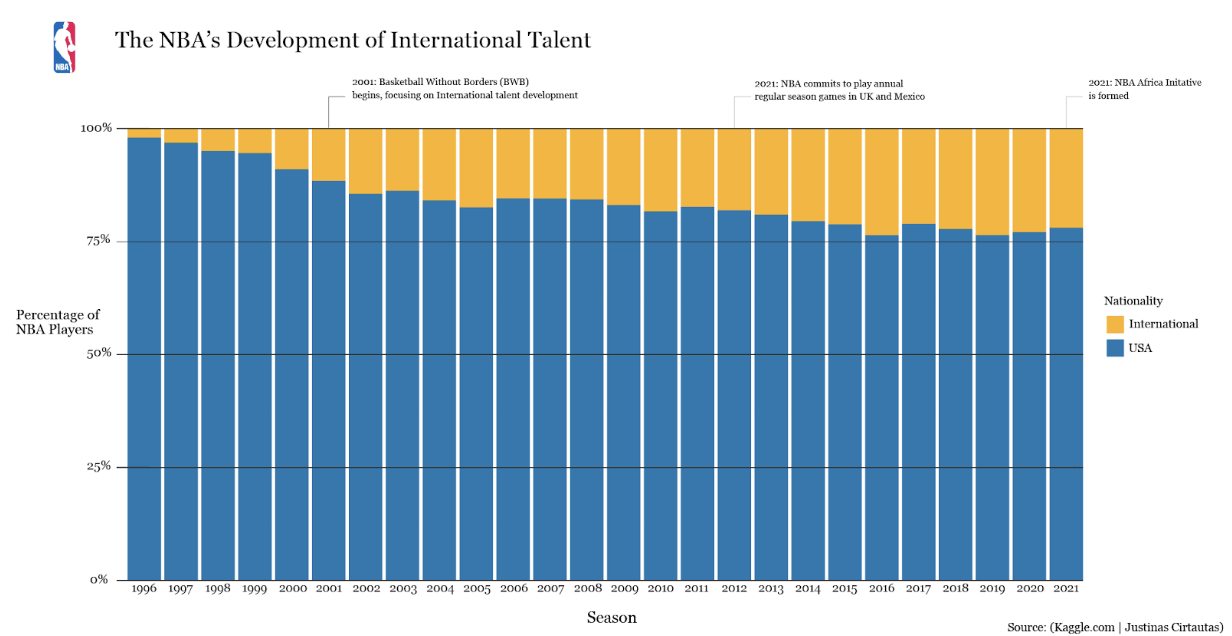 NBA
The NBA's Development of International Talent
2001: Basketball Without Borders (BWB)
begins, focusing on International talent development
2021: NBA commits to play annual
regular season games in UK and Mexico
2021: NBA Africa Initative
is formed
100%
75%
50%
25%
0%
Percentage of
NBA Players
Nationality
International
USA
1996 1997 1998 1999 2000 2001 2002 2003 2004 2005 2006 2007 2008 2009 2010 2011 2012 2013 2014 2015 2016 2017 2018 2019 2020 2021
Season
Source: (Kaggle.com | Justinas Cirtautas)